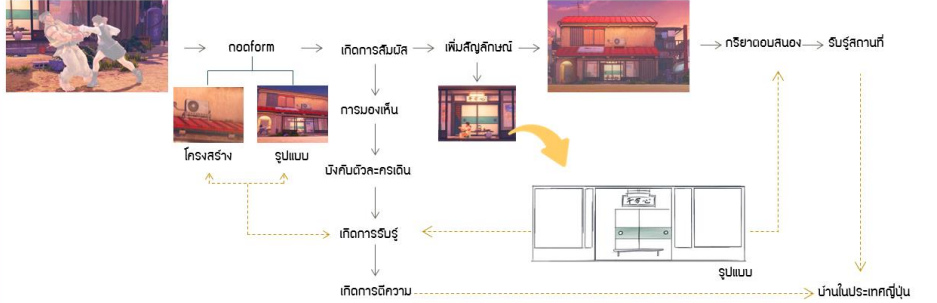 ถอดform
เกิดการสัมผัส
เพิ่มสัญลักษณ์
กริยาตอบสนอง
รับรู้สถานที่
การมองเห็น
โครงสร้าง
รูปแบบ
บังคับตัวละครเดิน
เกิดการรับรู้
รูปแบบ
เกิดการตีความ
บ้านในประเทศญี่ปุ่น